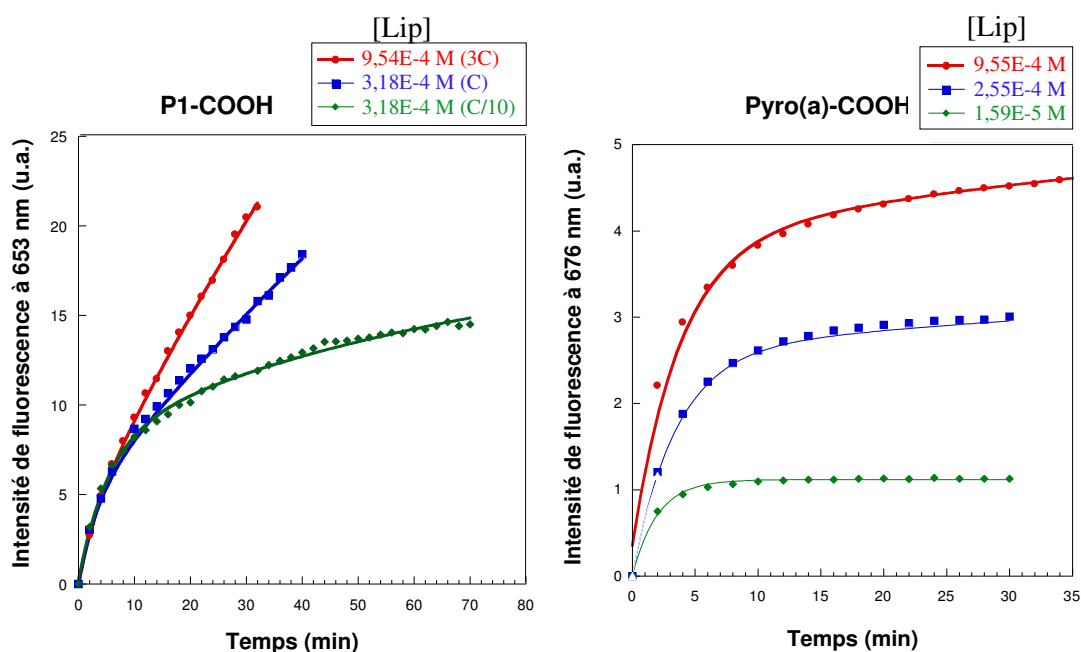 [Lip]
9,54E-4 M (3C)
3,18E-4 M (C)
3,18E-4 M (C/10)
P1-COOH
Intensité de fluorescence à 653 nm (u.a.)
25
20
15
10
5
0
0 10 20 30 40 50 60 70 80
Temps (min)
[Lip]
9,55E-4 M
2,55E-4 M
1,59E-5 M
Pyro(a)-COOH
Intensité de fluorescence à 676 nm (u.a.)
5
4
3
2
1
0
0 5 10 15 20 25 30 35
Temps (min)